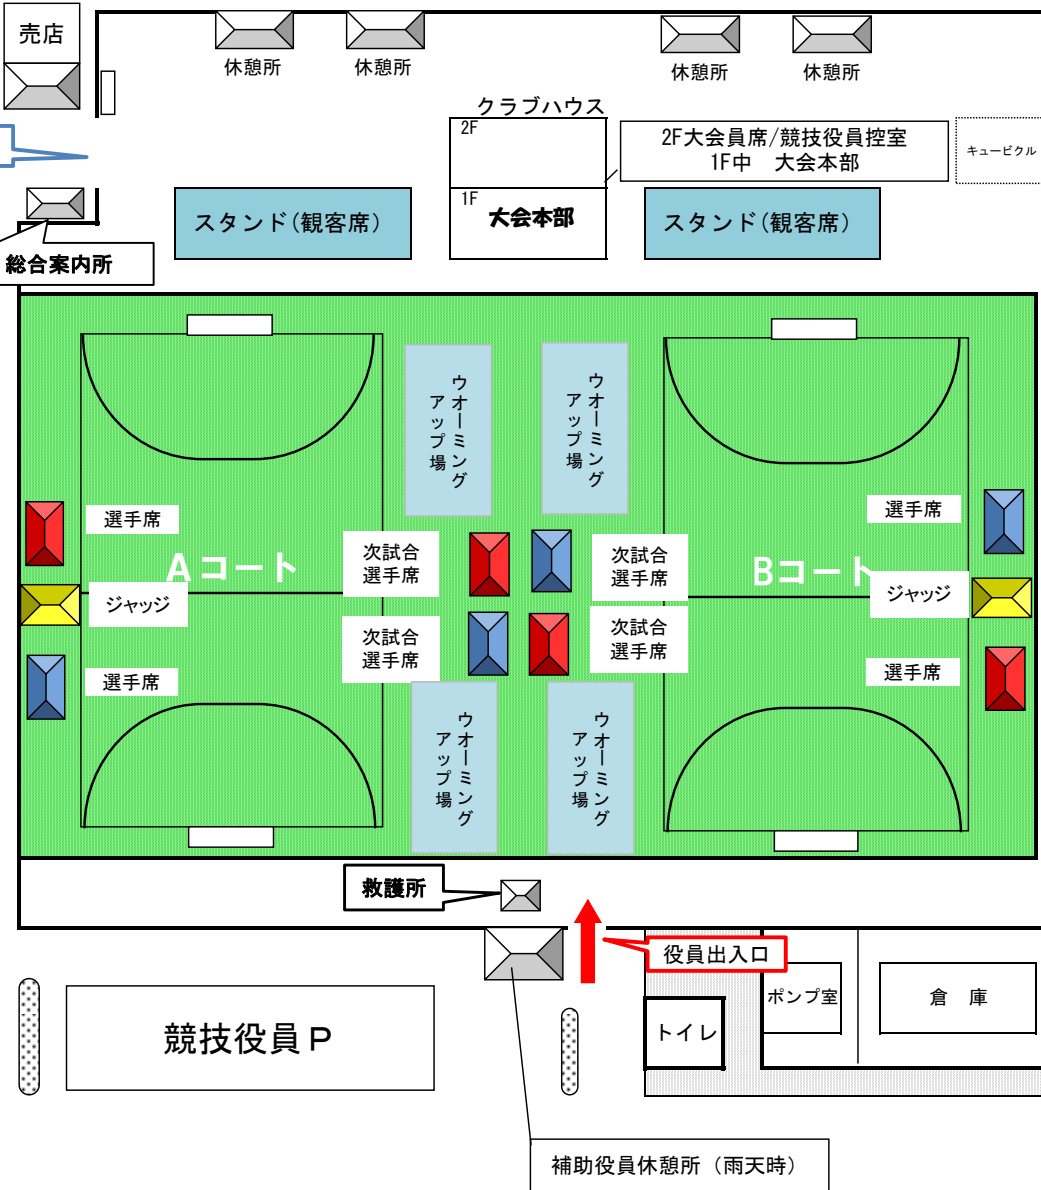 売店
休憩所
休憩所
休憩所
休憩所
クラブハウス
2F
2F大会員席/競技役員控室
1F中　大会本部
キュービクル
1F
大会本部
スタンド(観客席)
スタンド(観客席)
総合案内所
ウオーミング
アップ場
ウオーミング
アップ場
選手席
選手席
Aコート
次試合
選手席
次試合
選手席
Bコート
ジャッジ
ジャッジ
次試合
選手席
次試合
選手席
選手席
選手席
ウオーミング
アップ場
ウオーミング
アップ場
救護所
役員出入口
ポンプ室
倉　庫
トイレ
競技役員Ｐ
補助役員休憩所（雨天時）